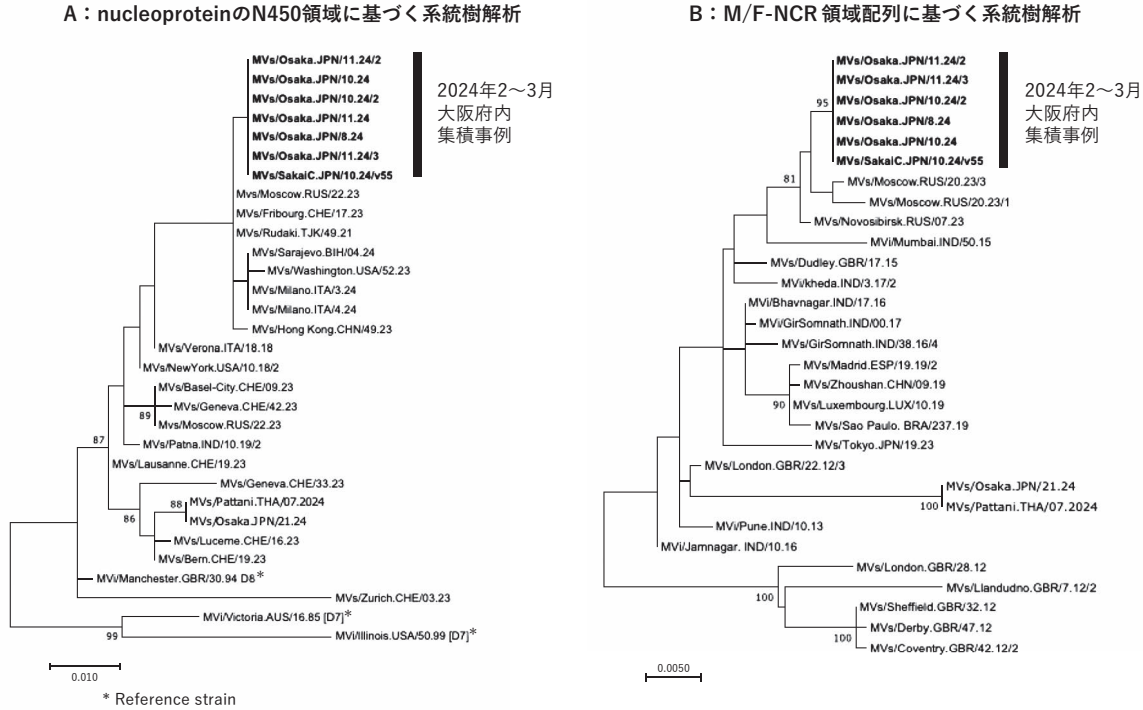 A：nucleoproteinのN450領域に基づく系統樹解析
MVs/Osaka.JPN/11.24/2
MVs/Osaka.JPN/10.24
MVs/Osaka.JPN/10.24/2
MVs/Osaka.JPN/11.24
MVs/Osaka.JPN/8.24
MVs/Osaka.JPN/11.24/3
MVs/SakaiC.JPN/10.24/v55
2024年2～3月
大阪府内
集積事例
Mvs/Moscow.RUS/22.23
MVs/Fribourg.CHE/17.23
MVs/Rudaki.TJK/49.21
MVs/Sarajevo.BIH/04.24
MVs/Washington.USA/52.23
MVs/Milano.ITA/3.24
MVs/Milano.ITA/4.24
MVs/Hong Kong.CHN/49.23
MVs/Verona.ITA/18.18
MVs/NewYork.USA/10.18/2
MVs/Basel-City.CHE/09.23
89
MVs/Geneva.CHE/42.23
MVs/Moscow.RUS/22.23
87
MVs/Patna.IND/10.19/2
MVs/Lausanne.CHE/19.23
MVs/Geneva.CHE/33.23
88
MVs/Pattani.THA/07.2024
86
MVs/Osaka.JPN/21.24
MVs/Lucerne.CHE/16.23
MVs/Bern.CHE/19.23
MVi/Manchester.GBR/30.94 D8*
MVs/Zurich.CHE/03.23
MVi/Victoria.AUS/16.85 [D7]*
99
MVi/Illinois.USA/50.99 [D7]*
0.010
* Reference strain
B：M/F-NCR 領域配列に基づく系統樹解析
MVs/Osaka.JPN/11.24/2
MVs/Osaka.JPN/11.24/3
95
MVs/Osaka.JPN/10.24/2
MVs/Osaka.JPN/8.24
MVs/Osaka.JPN/10.24
MVs/SakaiC.JPN/10.24/v55
2024年2～3月
大阪府内
集積事例
81
MVs/Moscow.RUS/20.23/3
MVs/Moscow.RUS/20.23/1
MVs/Novosibirsk.RUS/07.23
MVi/Mumbai.IND/50.15
MVs/Dudley.GBR/17.15
MVi/kheda.IND/3.17/2
MVi/Bhavnagar.IND/17.16
MVi/GirSomnath.IND/00.17
MVs/GirSomnath.IND/38.16/4
MVs/Madrid.ESP/19.19/2
MVs/Zhoushan.CHN/09.19
90
MVs/Luxembourg.LUX/10.19
MVs/Sao Paulo. BRA/237.19
MVs/Tokyo.JPN/19.23
MVs/London.GBR/22.12/3
MVs/Osaka.JPN/21.24
100
MVs/Pattani.THA/07.2024
MVi/Pune.IND/10.13
MVi/Jamnagar. IND/10.16
MVs/London.GBR/28.12
100
MVs/Llandudno.GBR/7.12/2
MVs/Sheffield.GBR/32.12
100
MVs/Derby.GBR/47.12
MVs/Coventry.GBR/42.12/2
0.0050